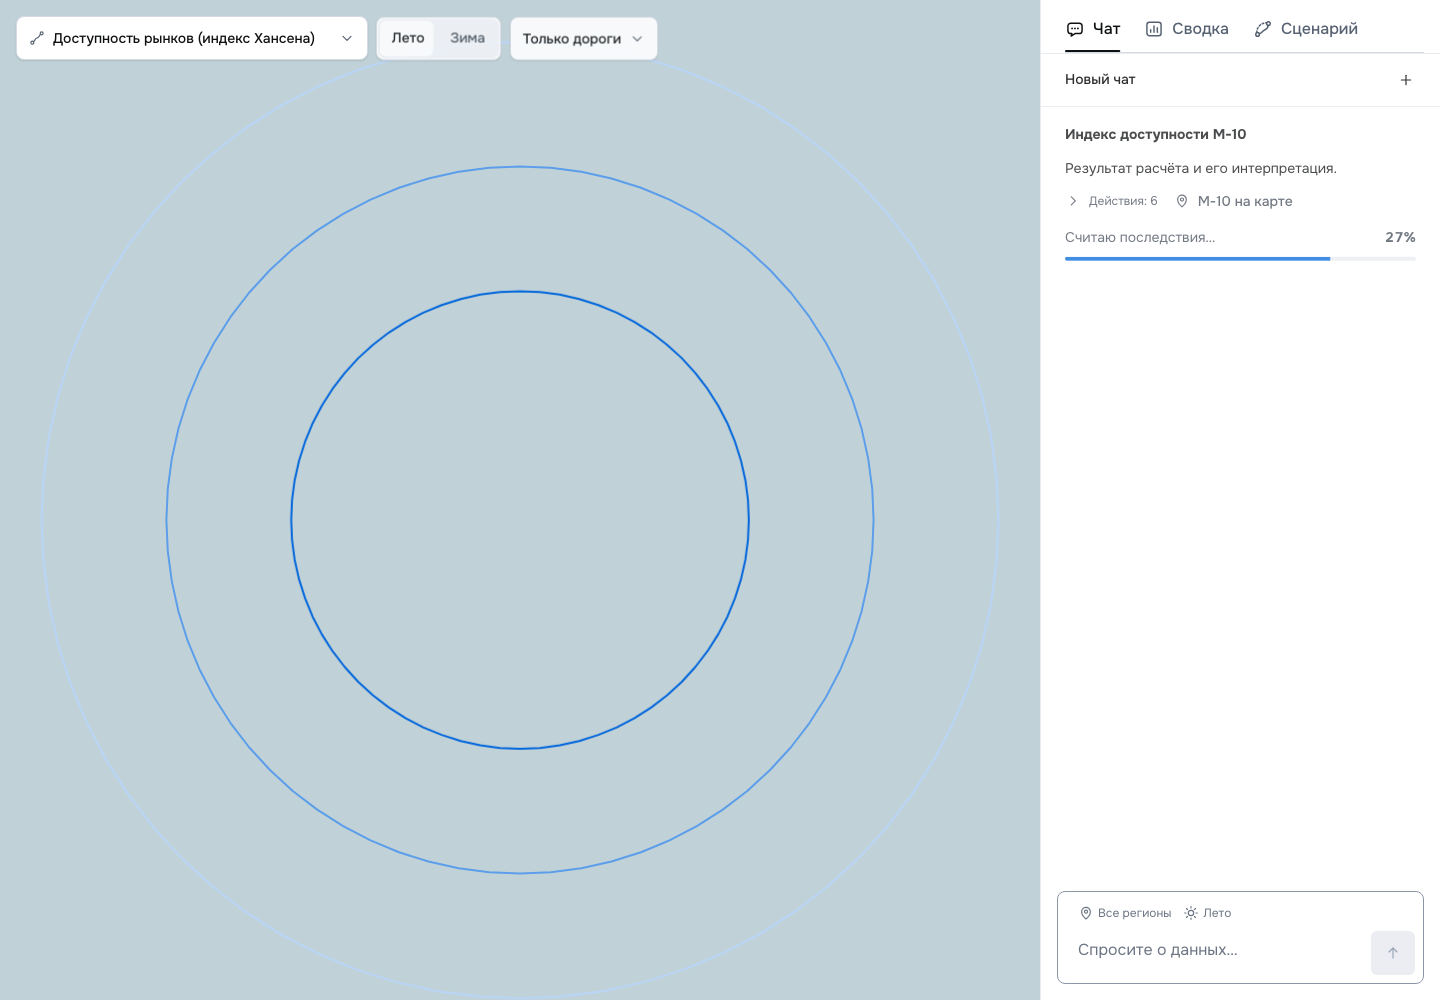 Доступность рынков (индекс Хансена)
Лето
Зима
Только дороги
Чат
Сводка
Сценарий
Новый чат
Индекс доступности М-10
Результат расчёта и его интерпретация.
Действия: 6
М-10 на карте
Считаю последствия…
27%
Все регионы
Лето
Спросите о данных…